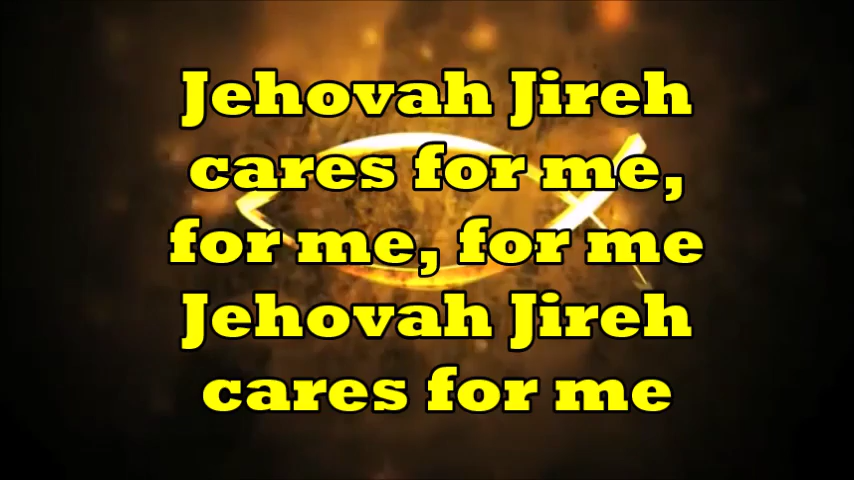 Jehovah Jireh
cares for me,
for me, for me
Jehovah Jireh
cares for me